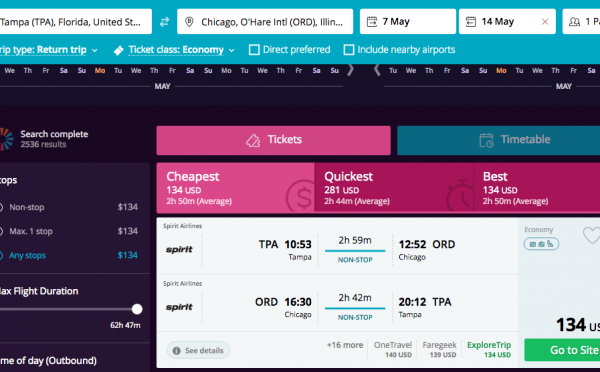 Tampa (TPA), Florida, United St...
Chicago, O'Hare Intl (ORD), Illin...
7 May
14 May
×
1 Pa
rip type: Return trip
Ticket class: Economy
Direct preferred
Include nearby airports
We Th Fr Sa Su Mo Tu We Th Fr Sa Su Mo Tu We Th Fr Sa Su
Tu We Th Fr Sa Su Mo Tu We Th Fr Sa
MAY
MAY
Search complete
2536 results
Tickets
Timetable
tops
Non-stop $134
Max. 1 stop $134
Any stops $134
Max Flight Duration
62h 47m
me of day (Outbound)
Cheapest
134 USD
2h 50m (Average)
Quickest
281 USD
2h 44m (Average)
Best
134 USD
2h 50m (Average)
Spirit Airlines
spirit
TPA 10:53
Tampa
2h 59m
NON-STOP
12:52 ORD
Chicago
Spirit Airlines
spirit
ORD 16:30
Chicago
2h 42m
NON-STOP
20:12 TPA
Tampa
See details
+16 more
OneTravel
140 USD
Faregeek
139 USD
ExploreTrip
134 USD
Economy
134 US
Go to Site